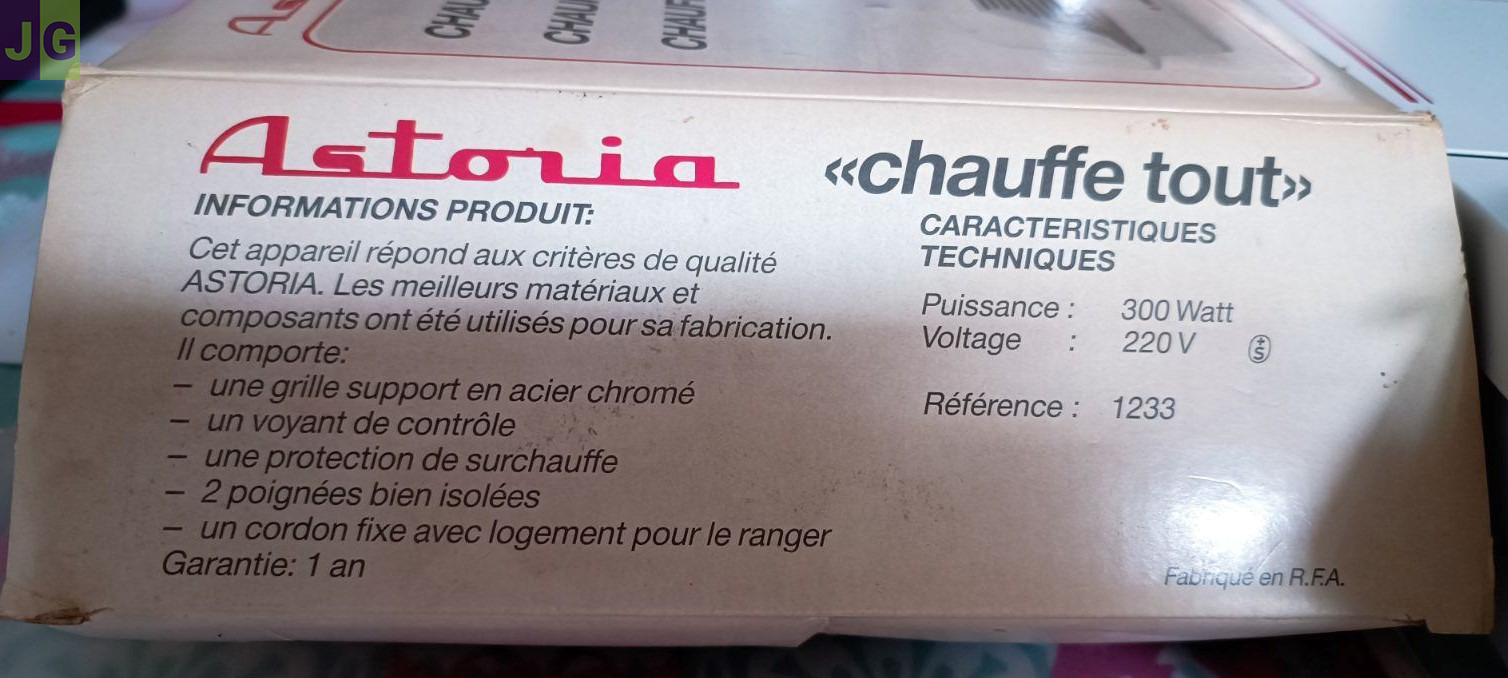 JG
Astoria
INFORMATIONS PRODUIT:
Cet appareil répond aux critères de qualité
ASTORIA. Les meilleurs matériaux et
composants ont été utilisés pour sa fabrication.
Il comporte:
– une grille support en acier chromé
– un voyant de contrôle
– une protection de surchauffe
– 2 poignées bien isolées
– un cordon fixe avec logement pour le ranger
Garantie: 1 an
«chauffe tout»
CARACTERISTIQUES
TECHNIQUES
Puissance : 300 Watt
Voltage : 220 V
Référence : 1233
Fabriqué en R.F.A.